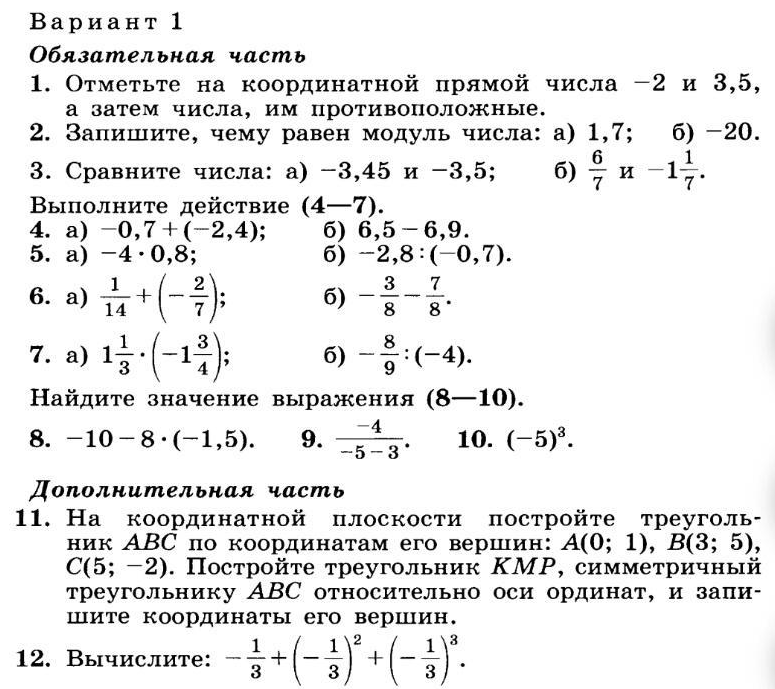 Вариант 1
Обязательная часть
1. Отметьте на координатной прямой числа −2 и 3,5,
а затем числа, им противоположные.
2. Запишите, чему равен модуль числа: а) 1,7; б) −20.
3. Сравните числа: а) −3,45 и −3,5; б) 6/7 и −1 1/7.
Выполните действие (4—7).
4. а) −0,7 + (−2,4); б) 6,5 − 6,9.
5. а) −4 · 0,8; б) −2,8 : (−0,7).
6. а) 1/14 + (−2/7); б) −3/8 − 7/8.
7. а) 1 1/3 · (−1 3/4); б) −8/9 : (−4).
Найдите значение выражения (8—10).
8. −10 − 8 · (−1,5). 9. −4/(−5 − 3). 10. (−5)³.
Дополнительная часть
11. На координатной плоскости постройте треуголь-
ник ABC по координатам его вершин: A(0; 1), B(3; 5),
C(5; −2). Постройте треугольник KMP, симметричный
треугольнику ABC относительно оси ординат, и запи-
шите координаты его вершин.
12. Вычислите: −1/3 + (−1/3)² + (−1/3)³.